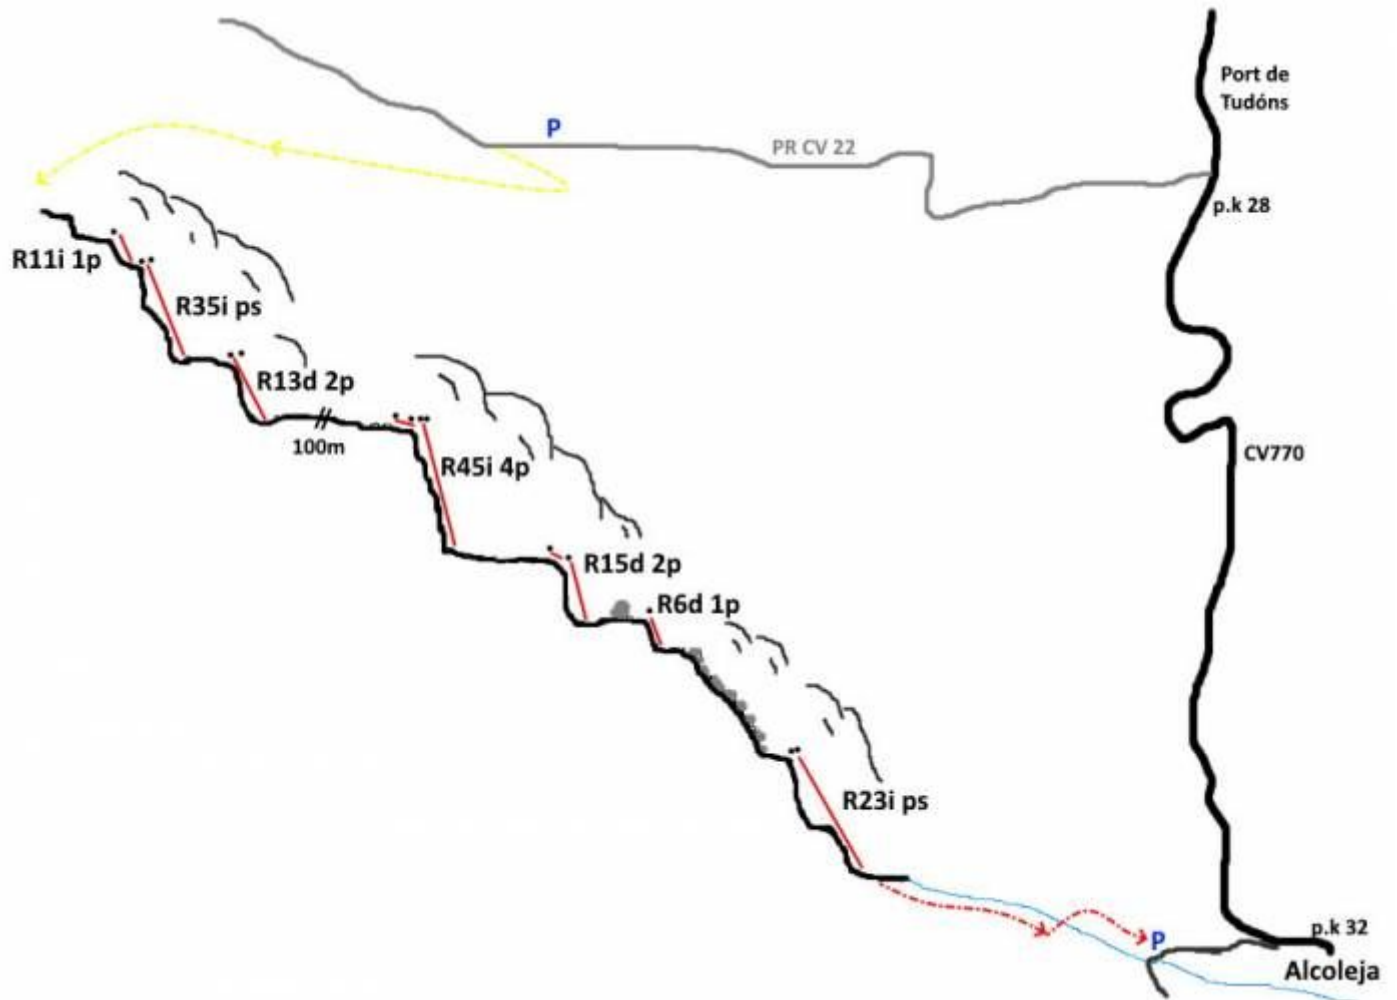 Port de
Tudóns
P
PR CV 22
p.k 28
R11i 1p
R35i ps
R13d 2p
100m
CV770
R45i 4p
R15d 2p
R6d 1p
R23i ps
p.k 32
P
Alcoleja